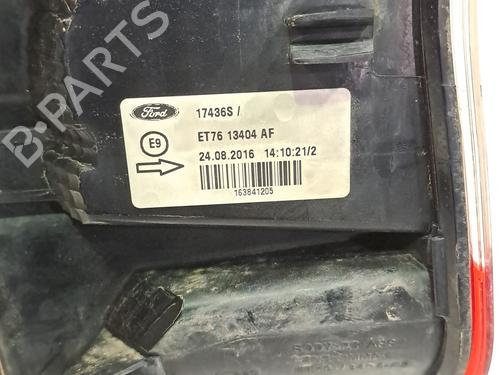 B-PARTS
Ford
17436S /
E9
ET76 13404 AF
24.08.2016 14:10:21/2
163841205